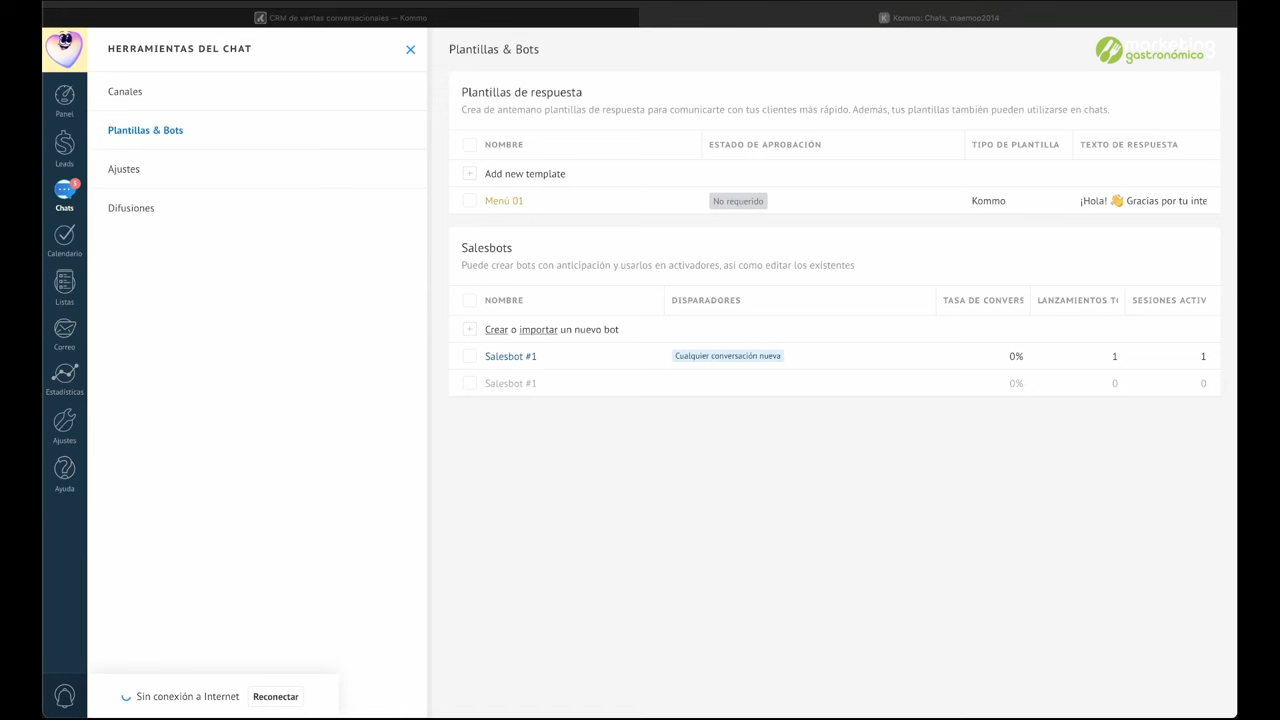 CRM de ventas conversacionales — Kommo
Kommo: Chats, maemop2014
HERRAMIENTAS DEL CHAT
Canales
Plantillas & Bots
Ajustes
Difusiones
Panel
Leads
3
Chats
Calendario
Listas
Correo
Estadísticas
Ajustes
Ayuda
Sin conexión a Internet
Reconectar
Plantillas & Bots
marketing
gastronómico
Plantillas de respuesta
Crea de antemano plantillas de respuesta para comunicarte con tus clientes más rápido. Además, tus plantillas también pueden utilizarse en chats.
NOMBRE ESTADO DE APROBACIÓN TIPO DE PLANTILLA TEXTO DE RESPUESTA
Add new template
Menú 01 No requerido Kommo ¡Hola! 👋 Gracias por tu inte
Salesbots
Puede crear bots con anticipación y usarlos en activadores, así como editar los existentes
NOMBRE DISPARADORES TASA DE CONVERS LANZAMIENTOS TO SESIONES ACTIV
Crear o importar un nuevo bot
Salesbot #1 Cualquier conversación nueva 0% 1 1
Salesbot #1 0% 0 0